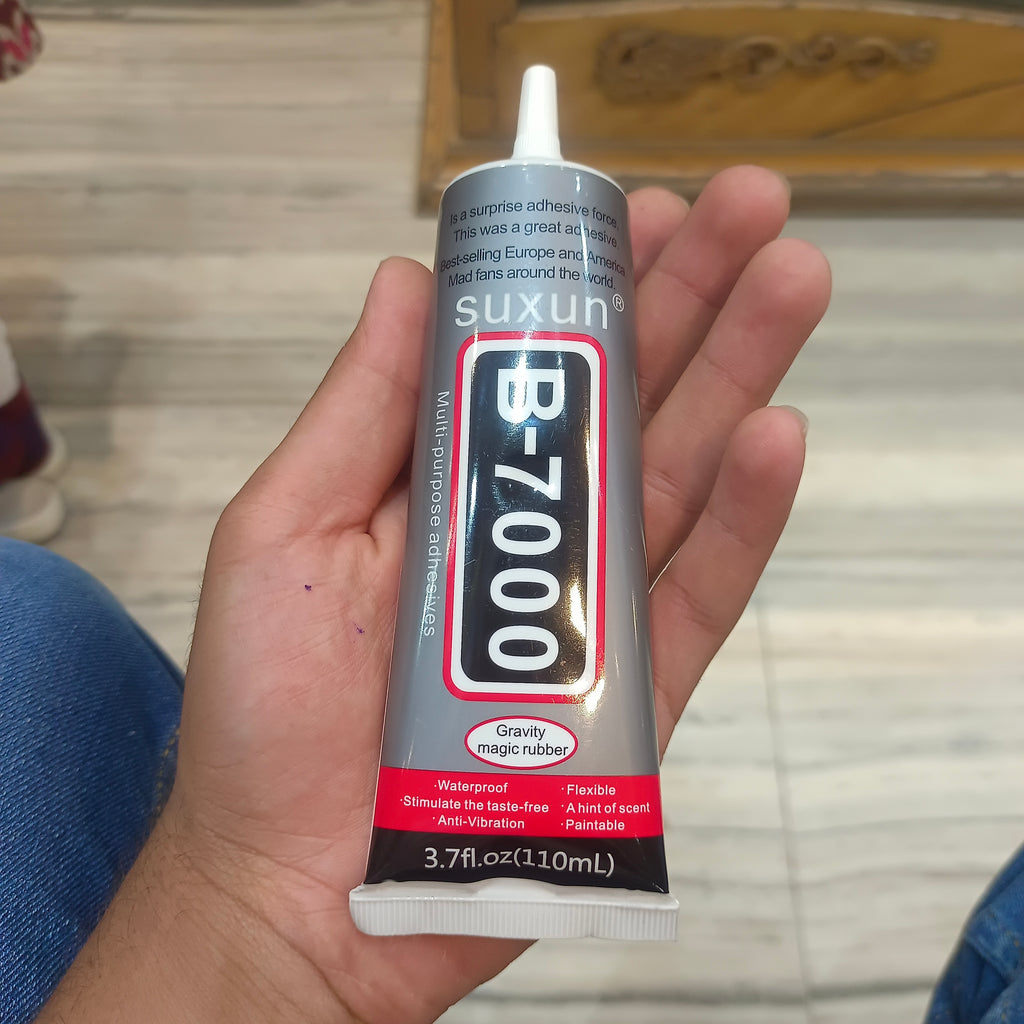 Is a surprise adhesive force.
This was a great adhesive.
Best-selling Europe and America
Mad fans around the world.
suxun®
B-7000
Multi-purpose adhesives
Gravity
magic rubber
·Waterproof ·Flexible
·Stimulate the taste-free ·A hint of scent
·Anti-Vibration ·Paintable
3.7fl.oz(110mL)